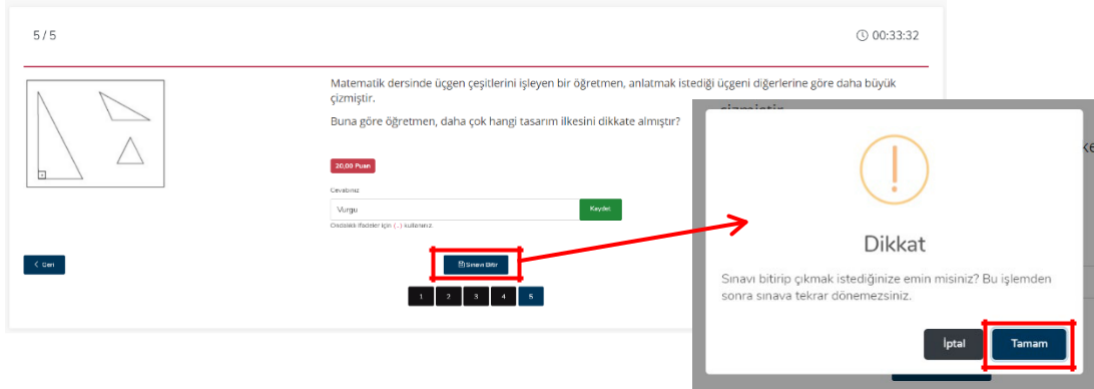 5 / 5
00:33:32
Matematik dersinde üçgen çeşitlerini işleyen bir öğretmen, anlatmak istediği üçgeni diğerlerine göre daha büyük
çizmiştir.
Buna göre öğretmen, daha çok hangi tasarım ilkesini dikkate almıştır?
20,00 Puan
Cevabınız
Vurgu
Kaydet
Ondalıklı ifadeler için (.) kullanınız.
Geri
Sınavı Bitir
1 2 3 4 5
çizmiştir
ke
Dikkat
Sınavı bitirip çıkmak istediğinize emin misiniz? Bu işlemden
sonra sınava tekrar dönemezsiniz.
İptal
Tamam